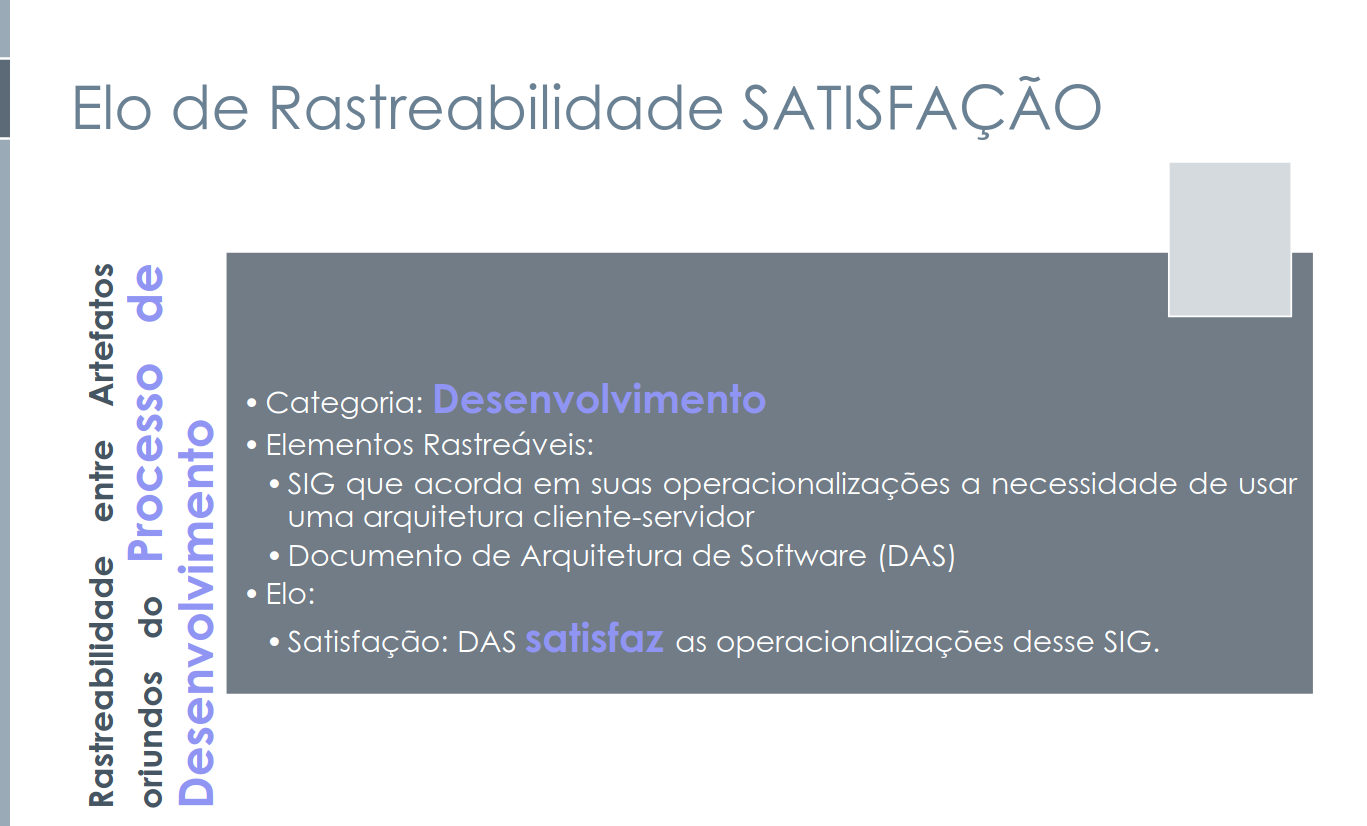 Elo de Rastreabilidade SATISFAÇÃO
Rastreabilidade entre Artefatos
oriundos do Processo de
Desenvolvimento
• Categoria: Desenvolvimento
• Elementos Rastreáveis:
• SIG que acorda em suas operacionalizações a necessidade de usar
uma arquitetura cliente-servidor
• Documento de Arquitetura de Software (DAS)
• Elo:
• Satisfação: DAS satisfaz as operacionalizações desse SIG.